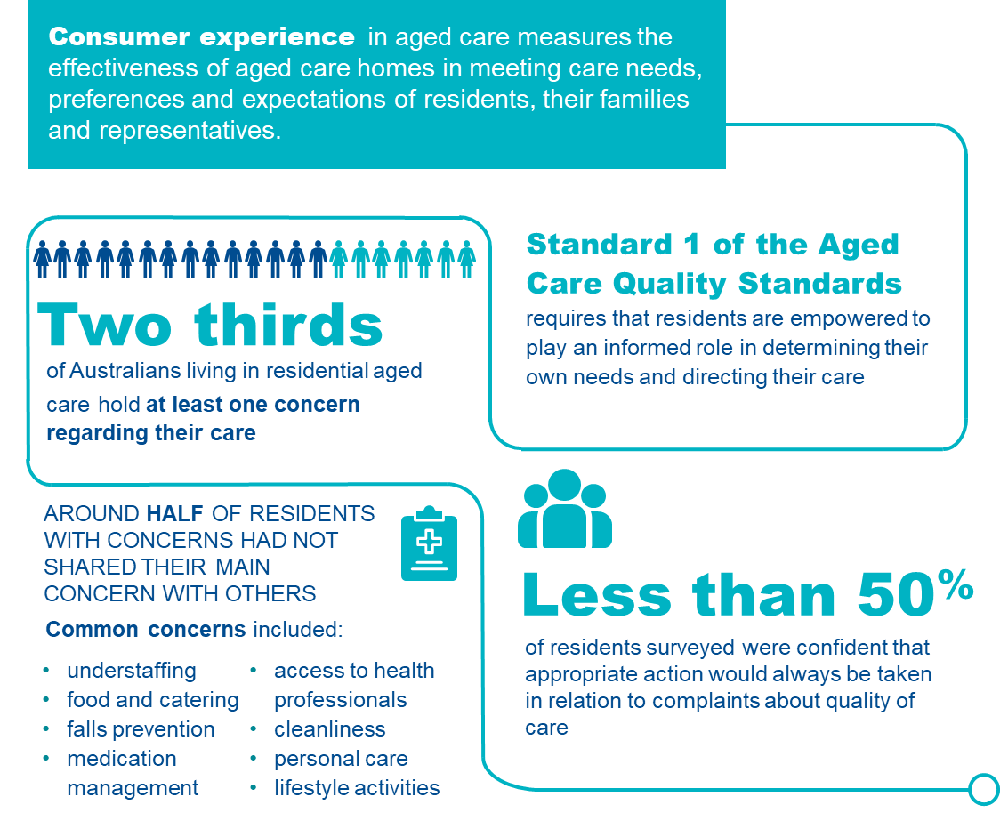 Consumer experience in aged care measures the
effectiveness of aged care homes in meeting care needs,
preferences and expectations of residents, their families
and representatives.
Two thirds
of Australians living in residential aged
care hold at least one concern
regarding their care
Standard 1 of the Aged
Care Quality Standards
requires that residents are empowered to
play an informed role in determining their
own needs and directing their care
AROUND HALF OF RESIDENTS
WITH CONCERNS HAD NOT
SHARED THEIR MAIN
CONCERN WITH OTHERS
Common concerns included:
• understaffing
• food and catering
• falls prevention
• medication
management
• access to health
professionals
• cleanliness
• personal care
• lifestyle activities
Less than 50%
of residents surveyed were confident that
appropriate action would always be taken
in relation to complaints about quality of
care